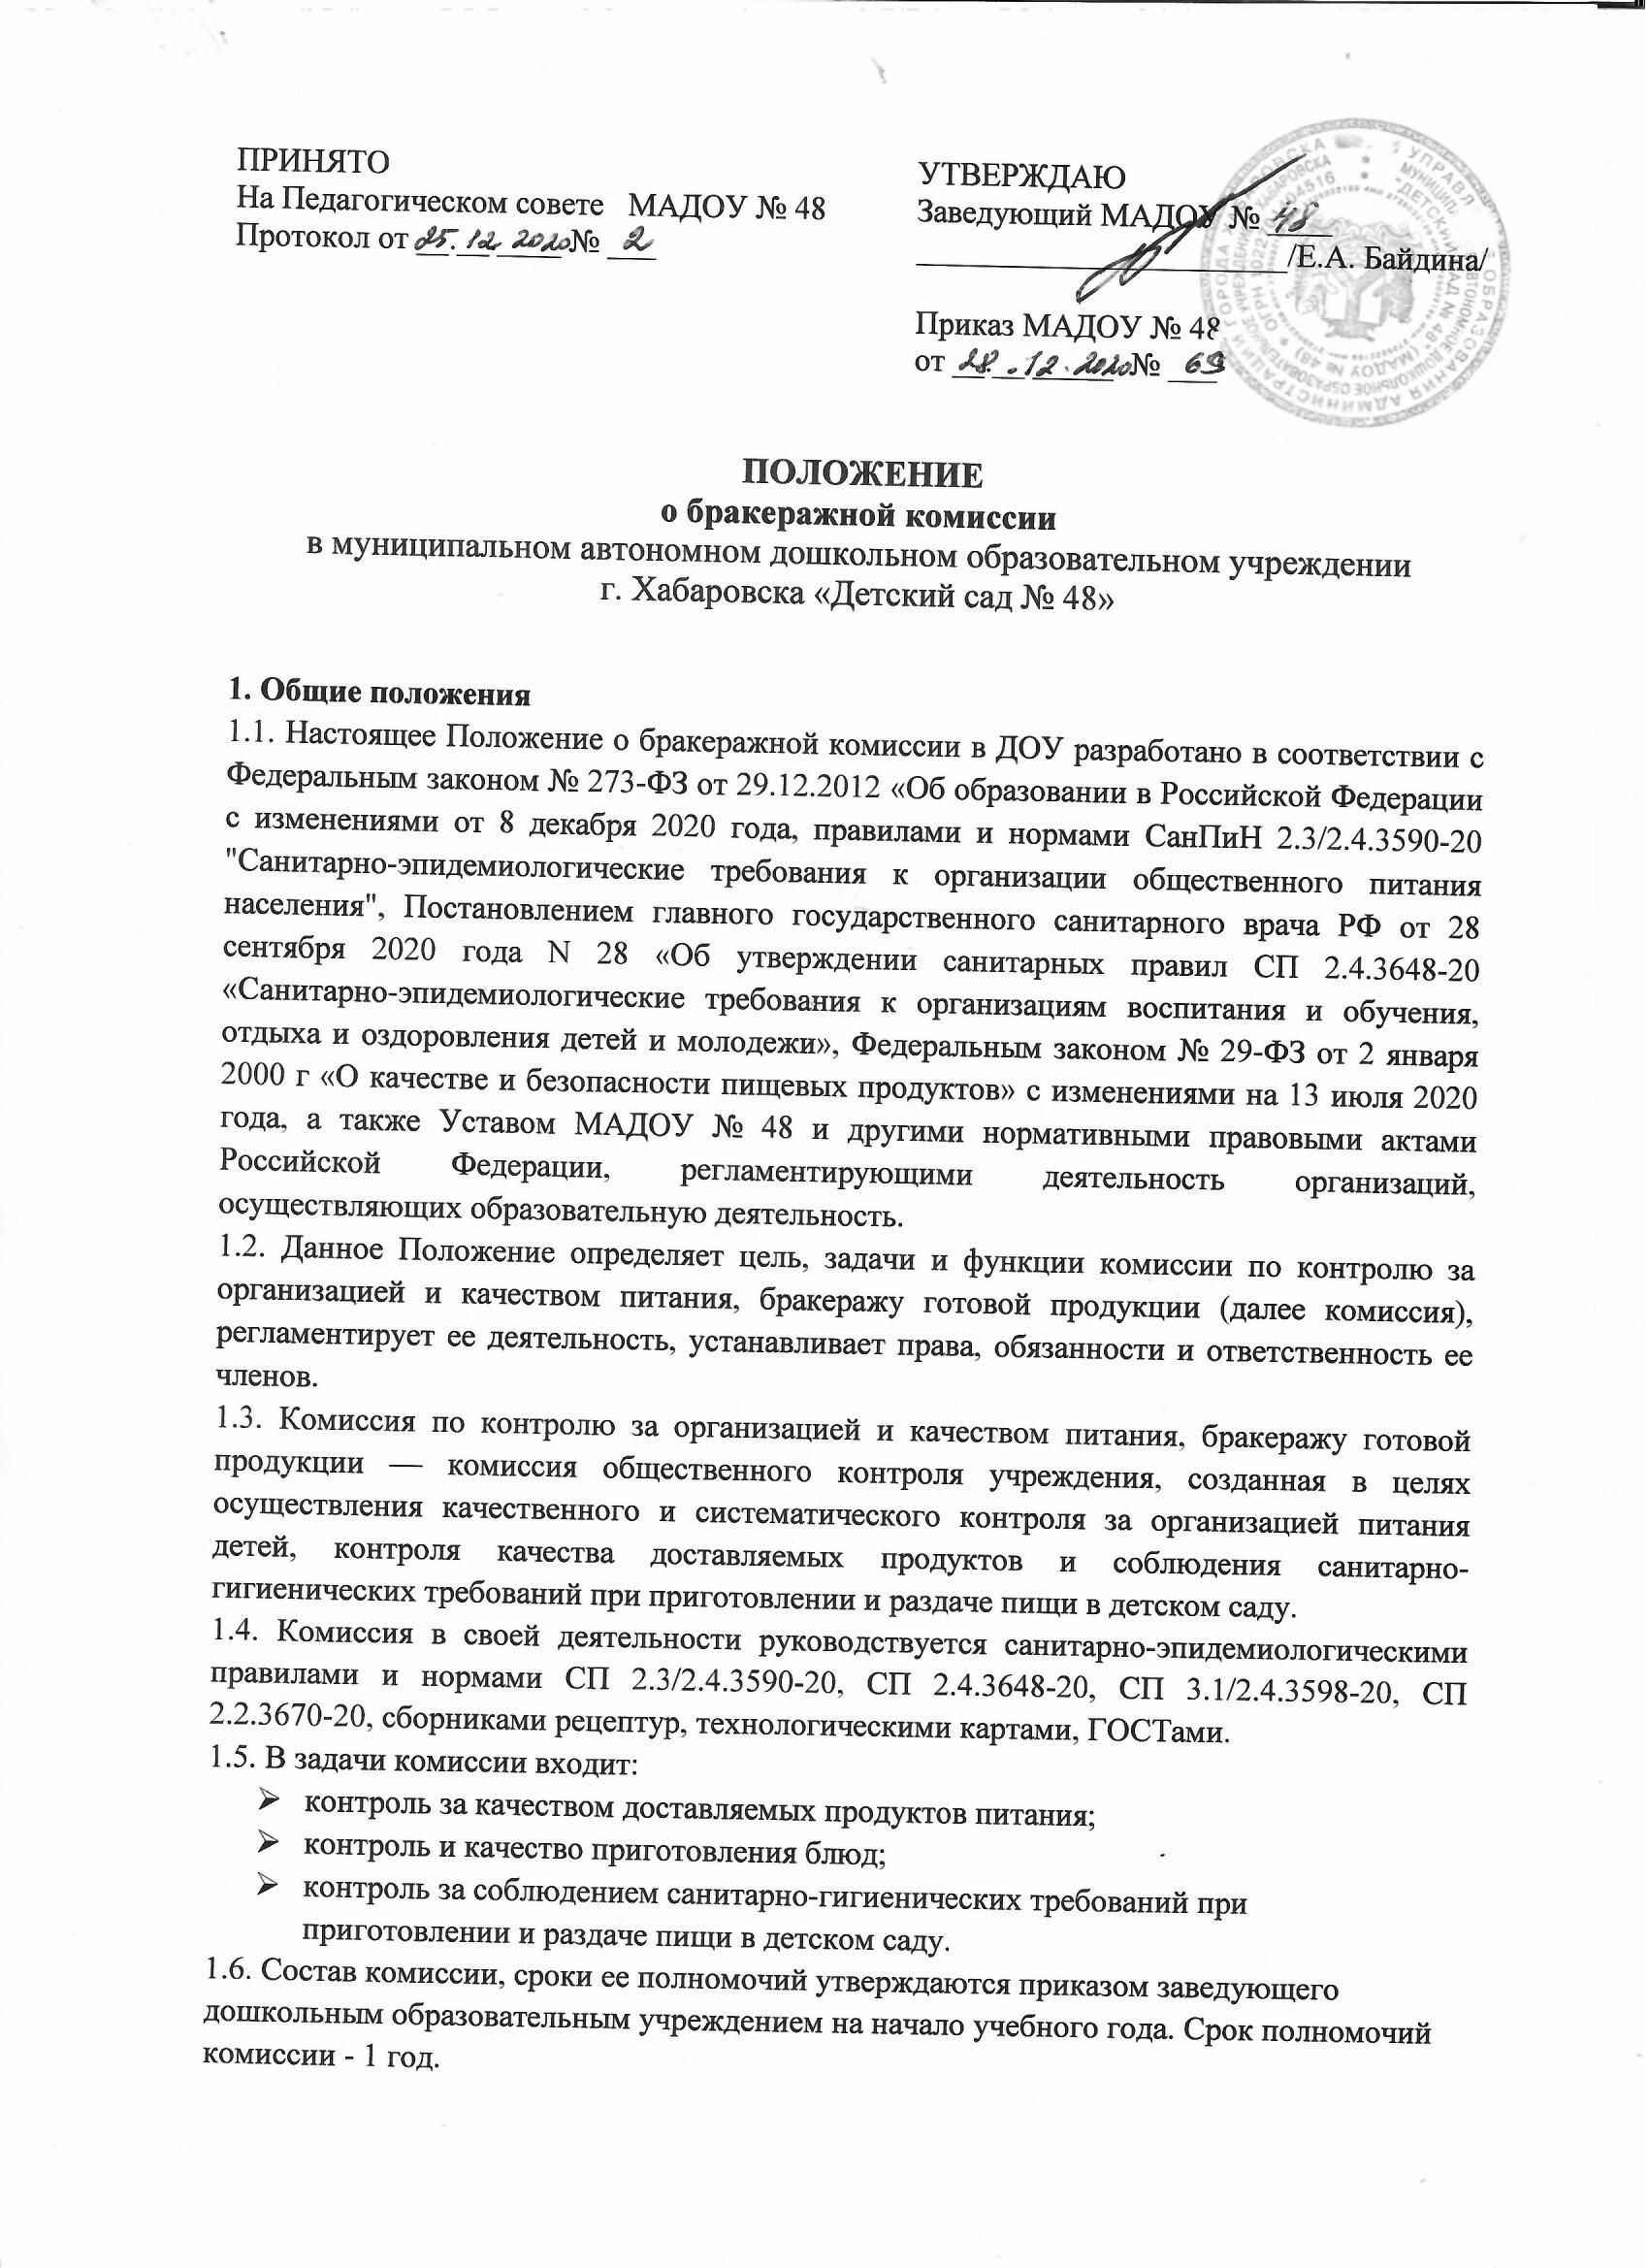 ПРИНЯТО
На Педагогическом совете МАДОУ № 48
Протокол от 25.12.2020 № 2
УТВЕРЖДАЮ
Заведующий МАДОУ № 48
/Е.А. Байдина/
Приказ МАДОУ № 48
от 28.12.2020 № 69
ПОЛОЖЕНИЕ
о бракеражной комиссии
в муниципальном автономном дошкольном образовательном учреждении
г. Хабаровска «Детский сад № 48»
1. Общие положения
1.1. Настоящее Положение о бракеражной комиссии в ДОУ разработано в соответствии с
Федеральным законом № 273-ФЗ от 29.12.2012 «Об образовании в Российской Федерации
с изменениями от 8 декабря 2020 года, правилами и нормами СанПиН 2.3/2.4.3590-20
"Санитарно-эпидемиологические требования к организации общественного питания
населения", Постановлением главного государственного санитарного врача РФ от 28
сентября 2020 года N 28 «Об утверждении санитарных правил СП 2.4.3648-20
«Санитарно-эпидемиологические требования к организациям воспитания и обучения,
отдыха и оздоровления детей и молодежи», Федеральным законом № 29-ФЗ от 2 января
2000 г «О качестве и безопасности пищевых продуктов» с изменениями на 13 июля 2020
года, а также Уставом МАДОУ № 48 и другими нормативными правовыми актами
Российской Федерации, регламентирующими деятельность организаций,
осуществляющих образовательную деятельность.
1.2. Данное Положение определяет цель, задачи и функции комиссии по контролю за
организацией и качеством питания, бракеражу готовой продукции (далее комиссия),
регламентирует ее деятельность, устанавливает права, обязанности и ответственность ее
членов.
1.3. Комиссия по контролю за организацией и качеством питания, бракеражу готовой
продукции — комиссия общественного контроля учреждения, созданная в целях
осуществления качественного и систематического контроля за организацией питания
детей, контроля качества доставляемых продуктов и соблюдения санитарно-
гигиенических требований при приготовлении и раздаче пищи в детском саду.
1.4. Комиссия в своей деятельности руководствуется санитарно-эпидемиологическими
правилами и нормами СП 2.3/2.4.3590-20, СП 2.4.3648-20, СП 3.1/2.4.3598-20, СП
2.2.3670-20, сборниками рецептур, технологическими картами, ГОСТами.
1.5. В задачи комиссии входит:
➢ контроль за качеством доставляемых продуктов питания;
➢ контроль и качество приготовления блюд;
➢ контроль за соблюдением санитарно-гигиенических требований при
приготовлении и раздаче пищи в детском саду.
1.6. Состав комиссии, сроки ее полномочий утверждаются приказом заведующего
дошкольным образовательным учреждением на начало учебного года. Срок полномочий
комиссии - 1 год.